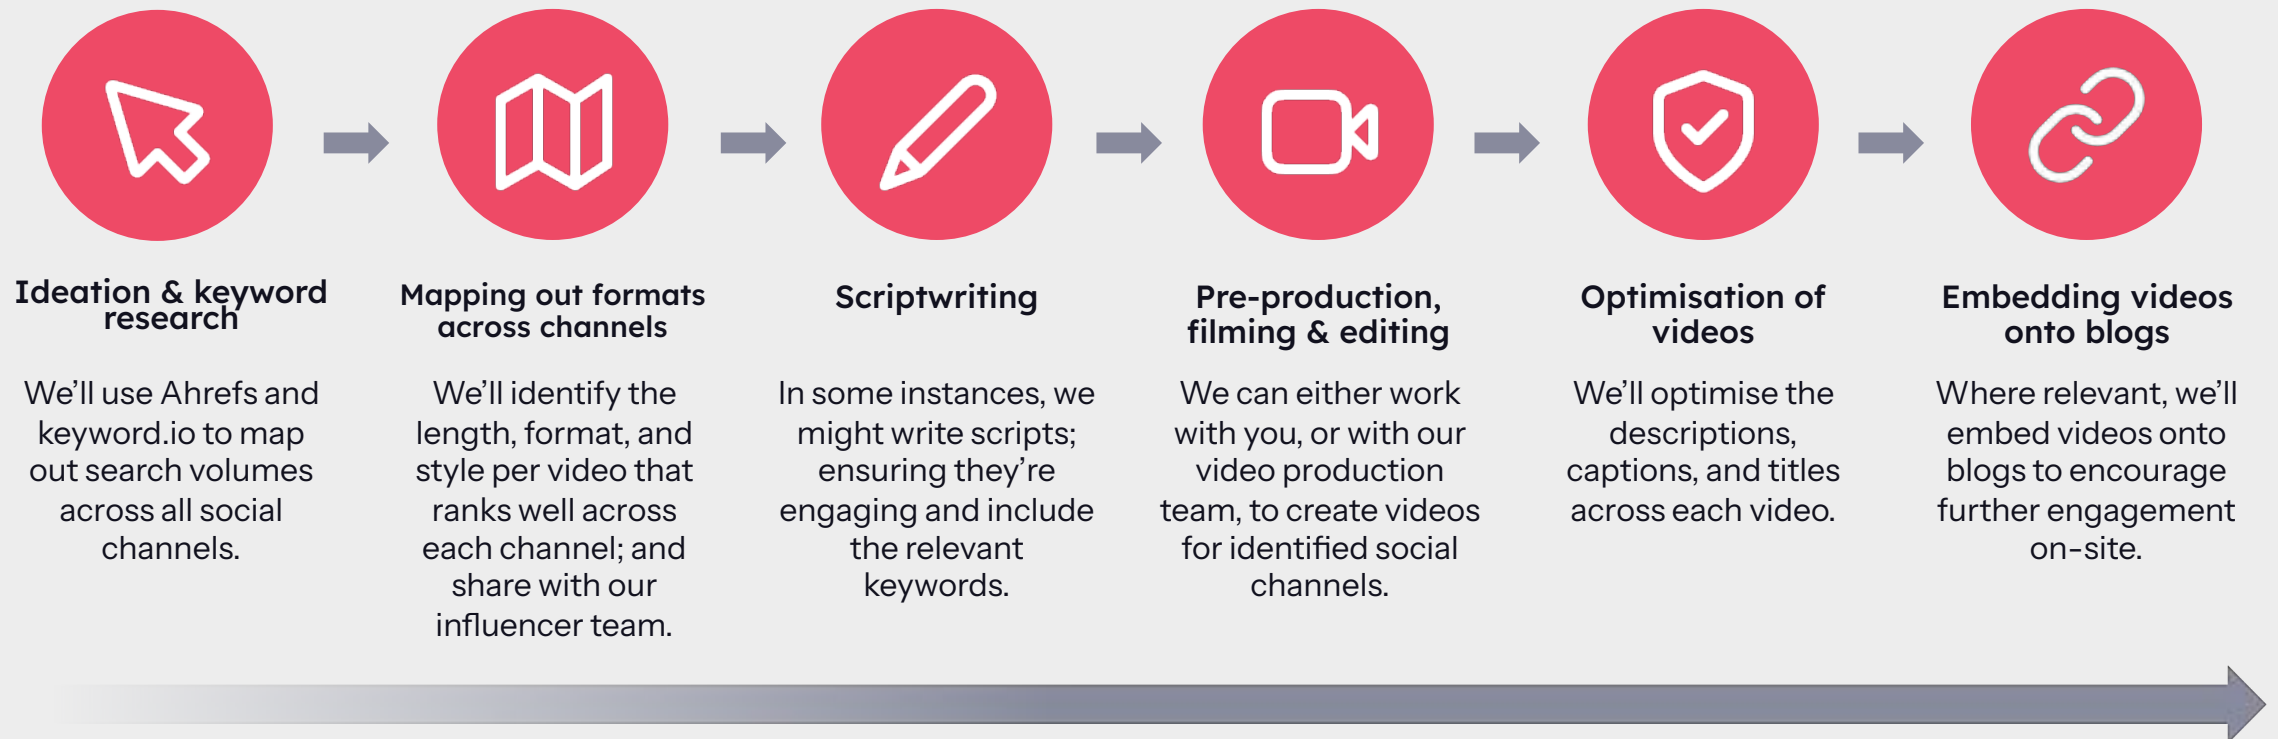 Ideation & keyword
research
Mapping out formats
across channels
Scriptwriting
Pre-production,
filming & editing
Optimisation of
videos
Embedding videos
onto blogs
We’ll use Ahrefs and
keyword.io to map
out search volumes
across all social
channels.
We’ll identify the
length, format, and
style per video that
ranks well across
each channel; and
share with our
influencer team.
In some instances, we
might write scripts;
ensuring they’re
engaging and include
the relevant
keywords.
We can either work
with you, or with our
video production
team, to create videos
for identified social
channels.
We’ll optimise the
descriptions,
captions, and titles
across each video.
Where relevant, we’ll
embed videos onto
blogs to encourage
further engagement
on-site.